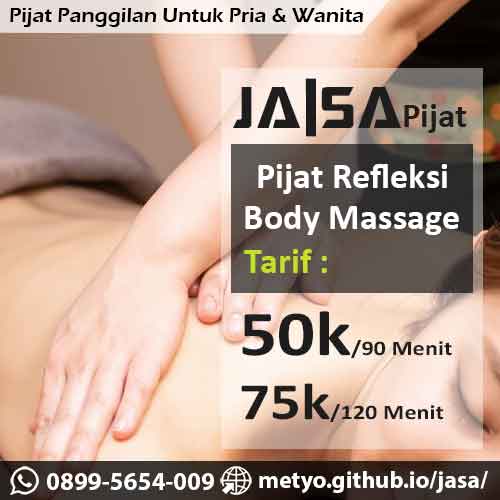 Pijat Panggilan Untuk Pria & Wanita
JASA Pijat
Pijat Refleksi
Body Massage
Tarif :
50k/90 Menit
75k/120 Menit
0899-5654-009 metyo.github.io/jasa/